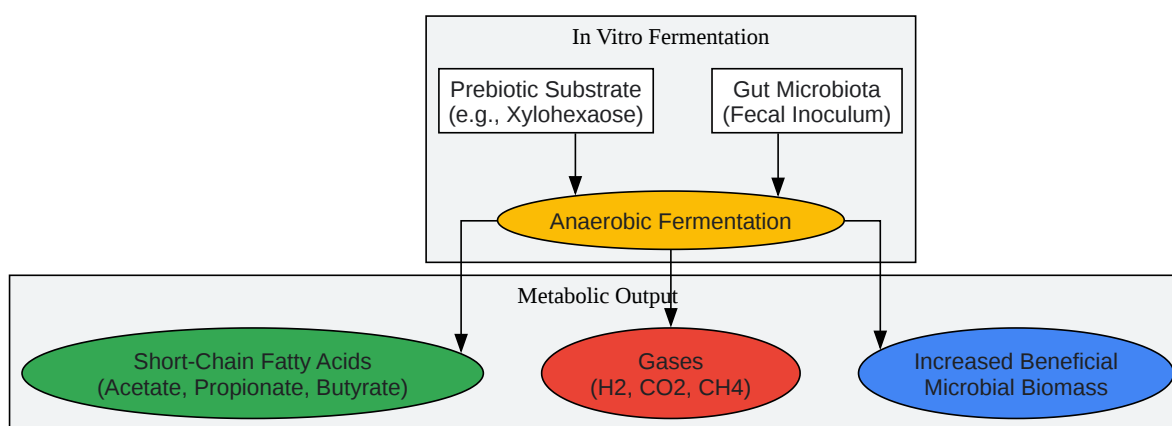 In Vitro Fermentation
Prebiotic Substrate
(e.g., Xylohexaose)
Gut Microbiota
(Fecal Inoculum)
Anaerobic Fermentation
Metabolic Output
Short-Chain Fatty Acids
(Acetate, Propionate, Butyrate)
Gases
(H2, CO2, CH4)
Increased Beneficial
Microbial Biomass